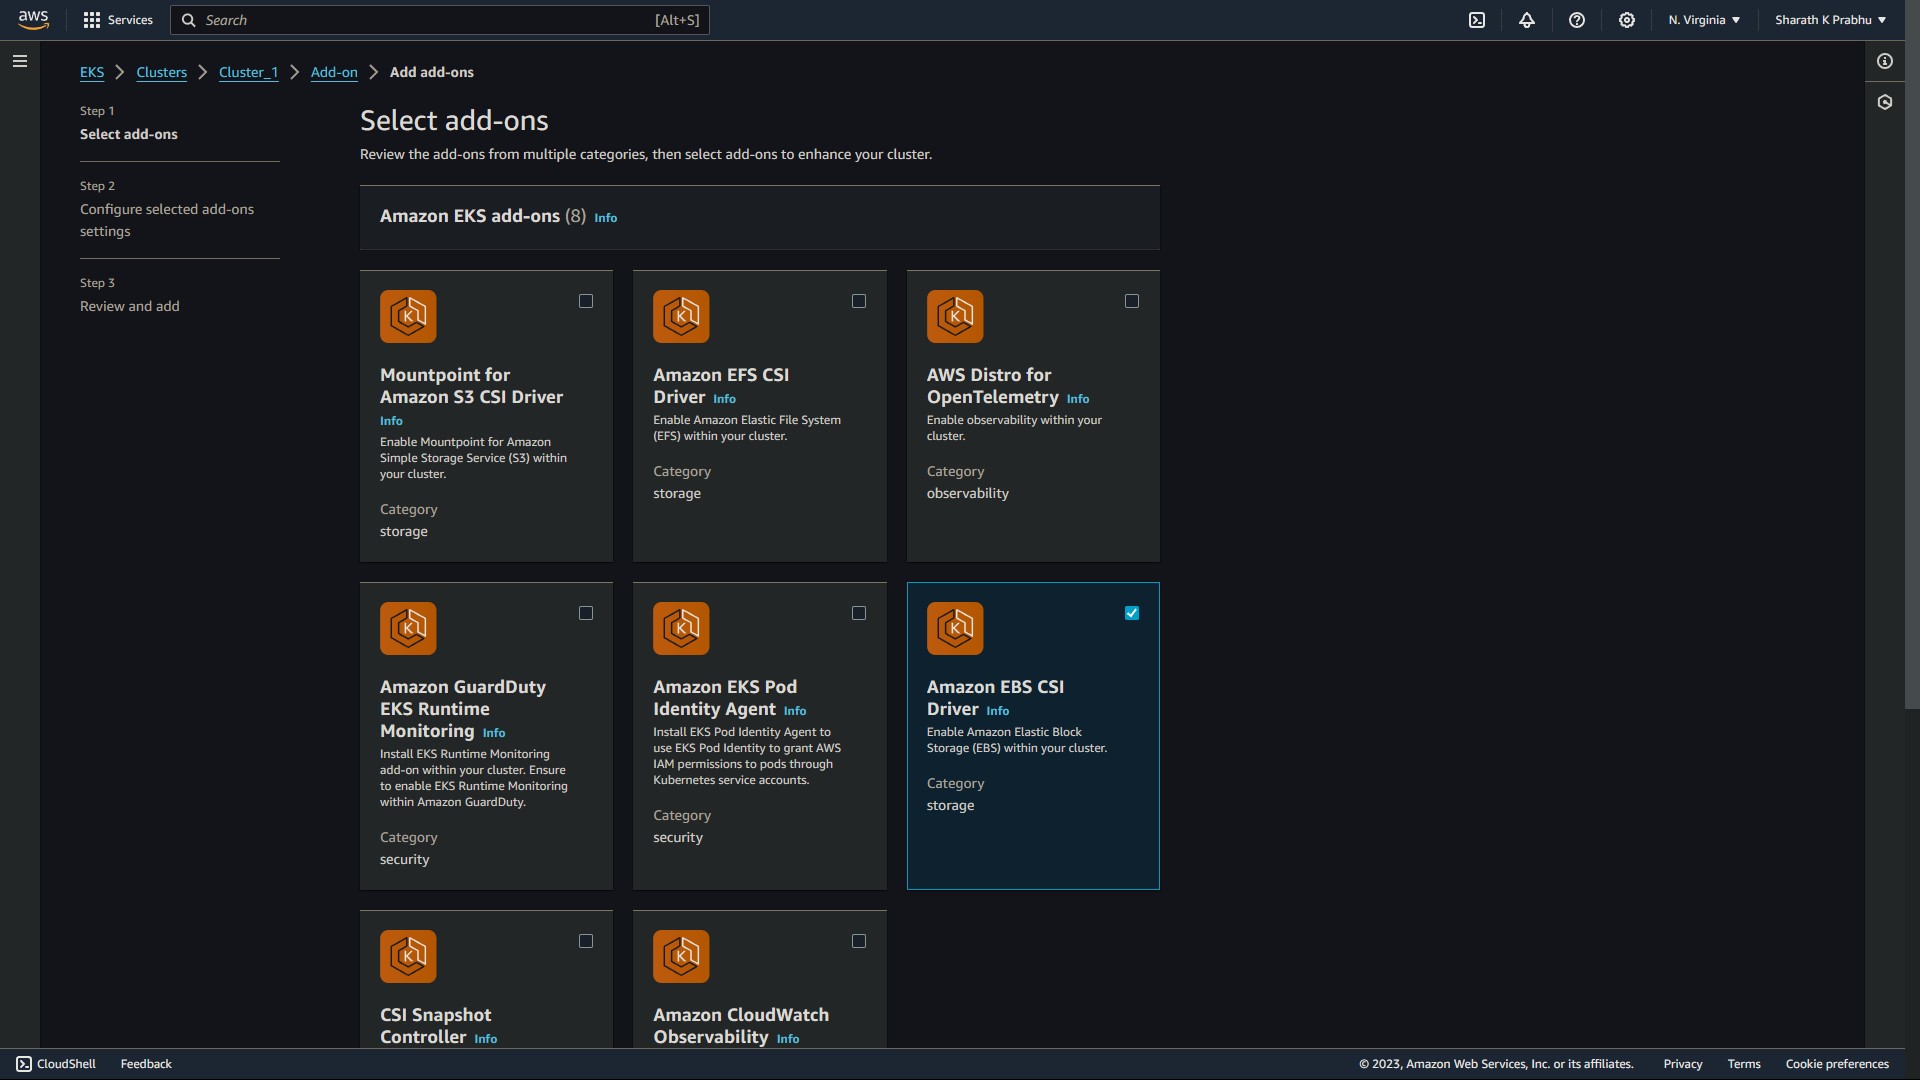 aws
Services
Search
[Alt+S]
N. Virginia
Sharath K Prabhu
EKS
Clusters
Cluster_1
Add-on
Add add-ons
Step 1
Select add-ons
Step 2
Configure selected add-ons
settings
Step 3
Review and add
Select add-ons
Review the add-ons from multiple categories, then select add-ons to enhance your cluster.
Amazon EKS add-ons (8) Info
Mountpoint for
Amazon S3 CSI Driver
Info
Enable Mountpoint for Amazon
Simple Storage Service (S3) within
your cluster.
Category
storage
Amazon EFS CSI
Driver Info
Enable Amazon Elastic File System
(EFS) within your cluster.
Category
storage
AWS Distro for
OpenTelemetry Info
Enable observability within your
cluster.
Category
observability
Amazon GuardDuty
EKS Runtime
Monitoring Info
Install EKS Runtime Monitoring
add-on within your cluster. Ensure
to enable EKS Runtime Monitoring
within Amazon GuardDuty.
Category
security
Amazon EKS Pod
Identity Agent Info
Install EKS Pod Identity Agent to
use EKS Pod Identity to grant AWS
IAM permissions to pods through
Kubernetes service accounts.
Category
security
Amazon EBS CSI
Driver Info
Enable Amazon Elastic Block
Storage (EBS) within your cluster.
Category
storage
CSI Snapshot
Controller Info
Amazon CloudWatch
Observability Info
CloudShell
Feedback
© 2023, Amazon Web Services, Inc. or its affiliates.
Privacy
Terms
Cookie preferences